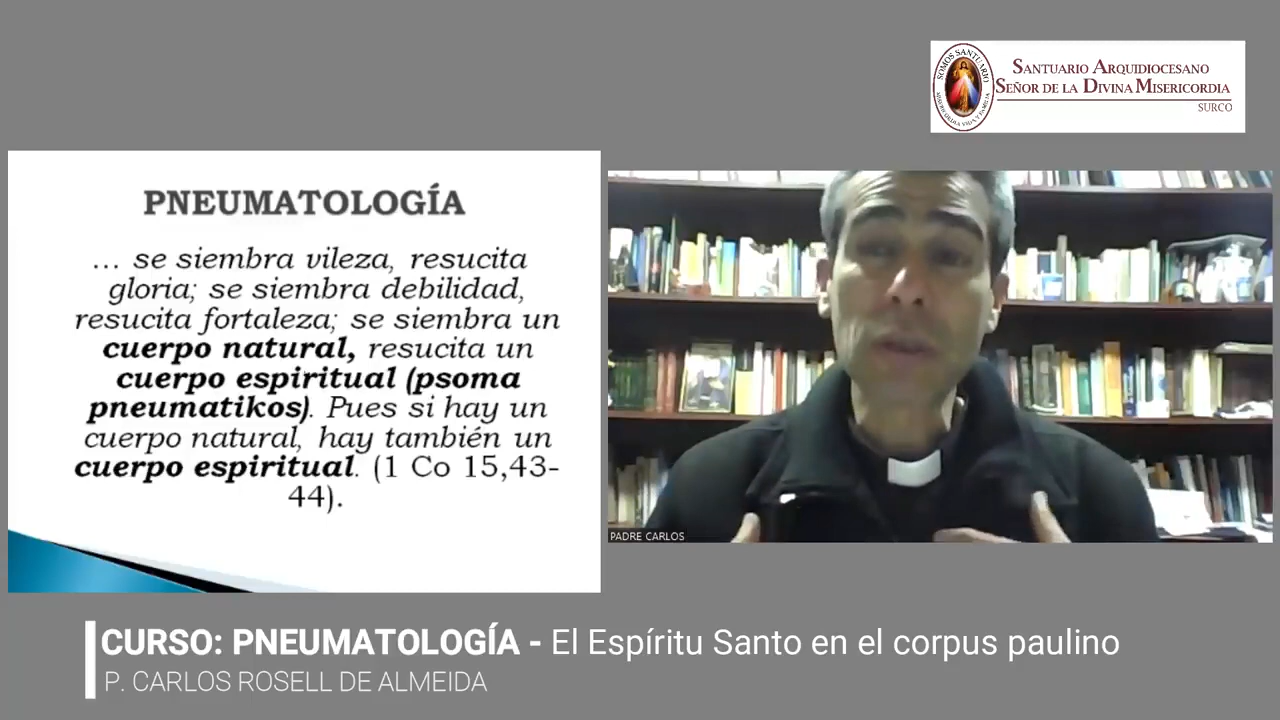 SOMOS SANTUARIO
SANTUARIO ARQUIDIOCESANO
SEÑOR DE LA DIVINA MISERICORDIA
SURCO
PNEUMATOLOGÍA
... se siembra vileza, resucita
gloria; se siembra debilidad,
resucita fortaleza; se siembra un
cuerpo natural, resucita un
cuerpo espiritual (psoma
pneumatikos). Pues si hay un
cuerpo natural, hay también un
cuerpo espiritual. (1 Co 15,43-
44).
PADRE CARLOS
CURSO: PNEUMATOLOGÍA - El Espíritu Santo en el corpus paulino
P. CARLOS ROSELL DE ALMEIDA